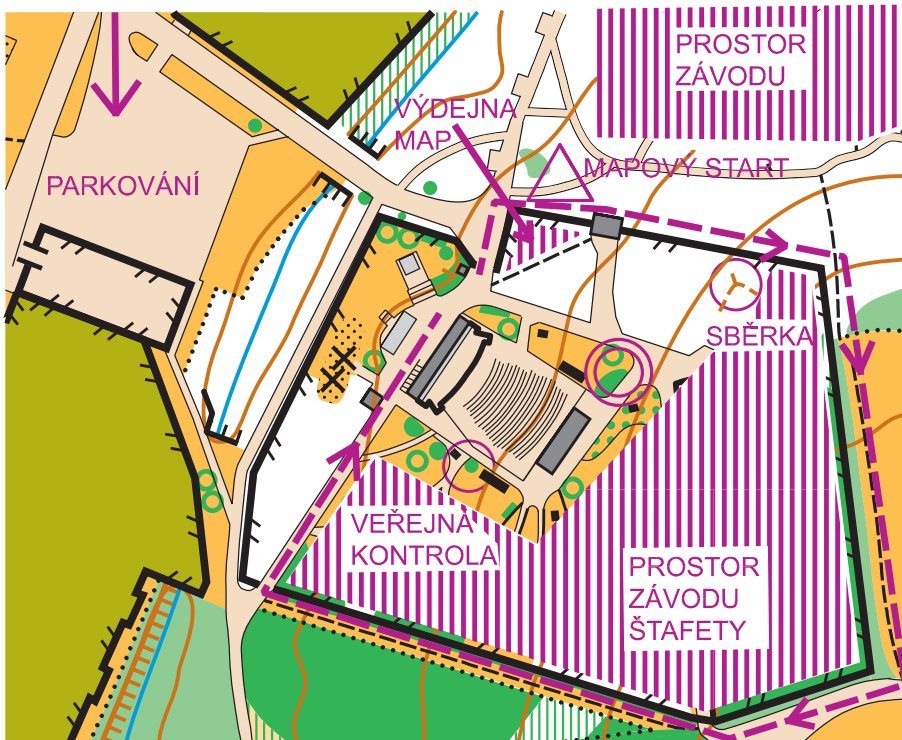 PROSTOR
ZÁVODU
VÝDEJNA
MAP
MAPOVÝ START
PARKOVÁNÍ
SBĚRKA
VEŘEJNÁ
KONTROLA
PROSTOR
ZÁVODU
ŠTAFETY